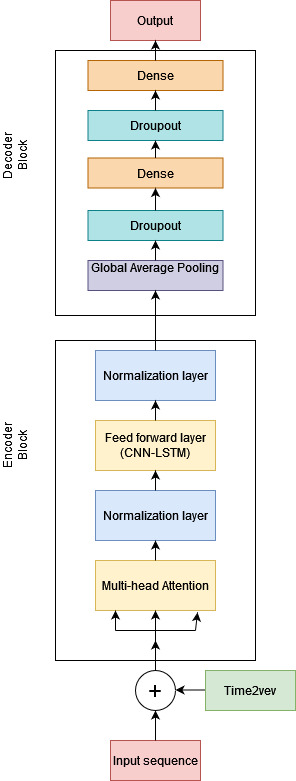 Output
Decoder
Block
Dense
Droupout
Dense
Droupout
Global Average Pooling
Encoder
Block
Normalization layer
Feed forward layer
(CNN-LSTM)
Normalization layer
Multi-head Attention
+
Time2vev
Input sequence